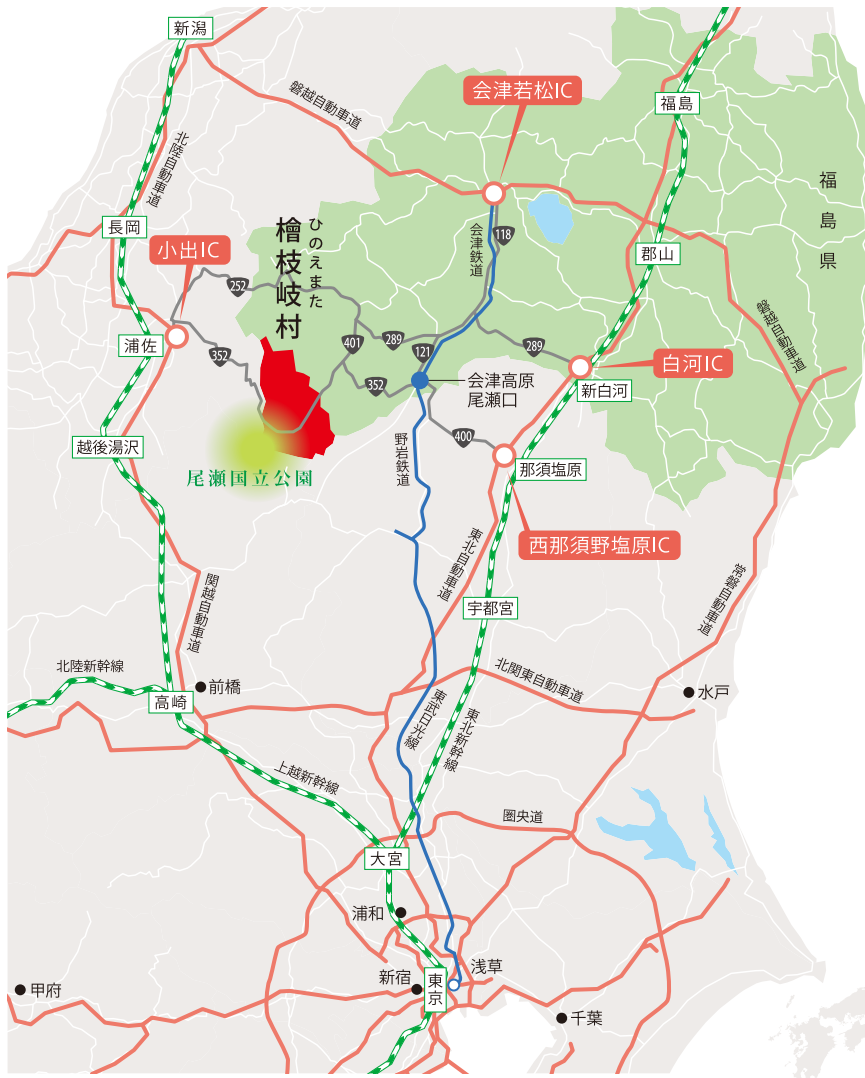 新潟
会津若松IC
磐越自動車道
福島
北陸自動車道
福島県
長岡
小出IC
ひのえまた
檜枝岐村
会津鉄道
118
郡山
252
磐越自動車道
浦佐
352
401
289
121
289
白河IC
352
会津高原
尾瀬口
新白河
400
越後湯沢
野岩鉄道
那須塩原
尾瀬国立公園
西那須野塩原IC
東北自動車道
関越自動車道
常磐自動車道
宇都宮
北陸新幹線
前橋
北関東自動車道
水戸
高崎
東武日光線
東北新幹線
上越新幹線
圏央道
大宮
浦和
新宿
浅草
東京
甲府
千葉